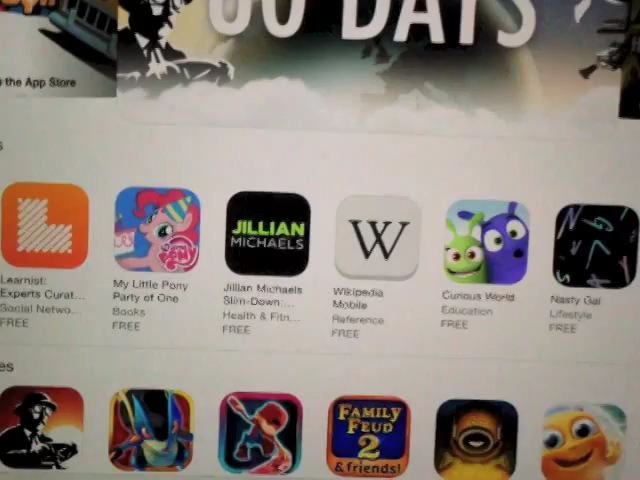 80 DAYS
the App Store
s
JILLIAN
MICHAELS
W
Learnist:
Experts Curat...
Social Netwo...
FREE
My Little Pony
Party of One
Books
FREE
Jillian Michaels
Slim-Down:...
Health & Fitn...
FREE
Wikipedia
Mobile
Reference
FREE
Curious World
Education
FREE
Nasty Gal
Lifestyle
FREE
es
FAMILY
FEUD
2
& friends!